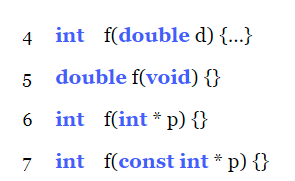 4 int f(double d) {...}
5 double f(void) {}
6 int f(int * p) {}
7 int f(const int * p) {}